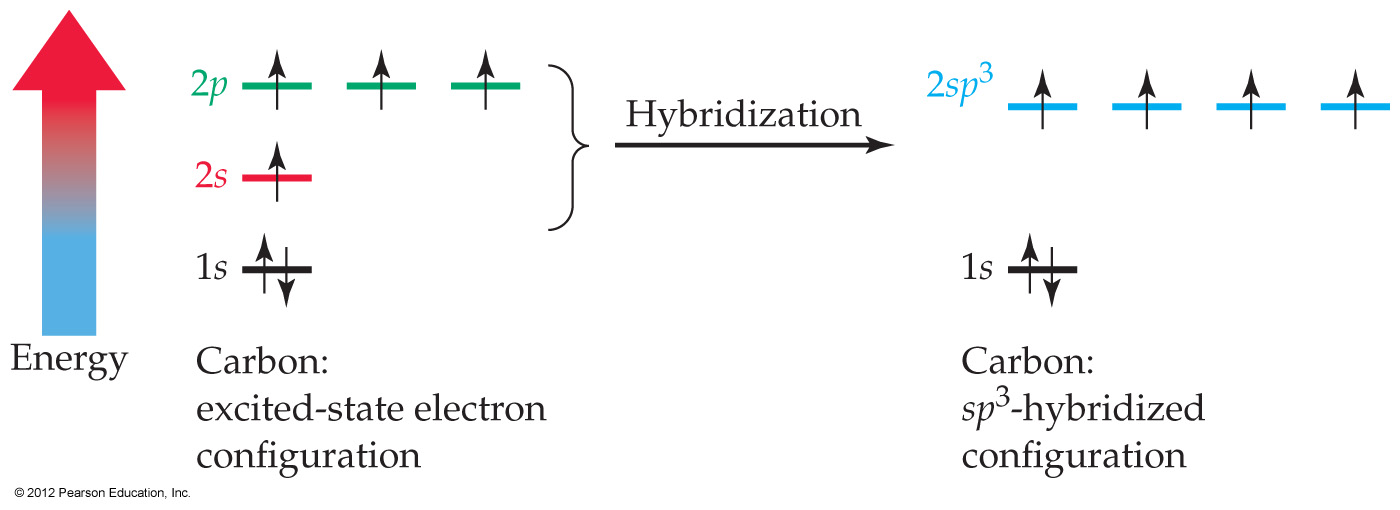 2p
2s
1s
Energy
Carbon:
excited-state electron
configuration
Hybridization
2sp³
1s
Carbon:
sp³-hybridized
configuration
© 2012 Pearson Education, Inc.